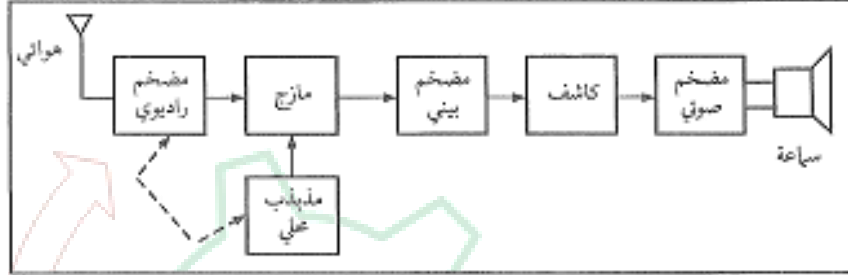 هوائي
مضخم
راديوي
مازج
مضخم
بيني
كاشف
مضخم
صوتي
سماعة
مذبذب
محلي